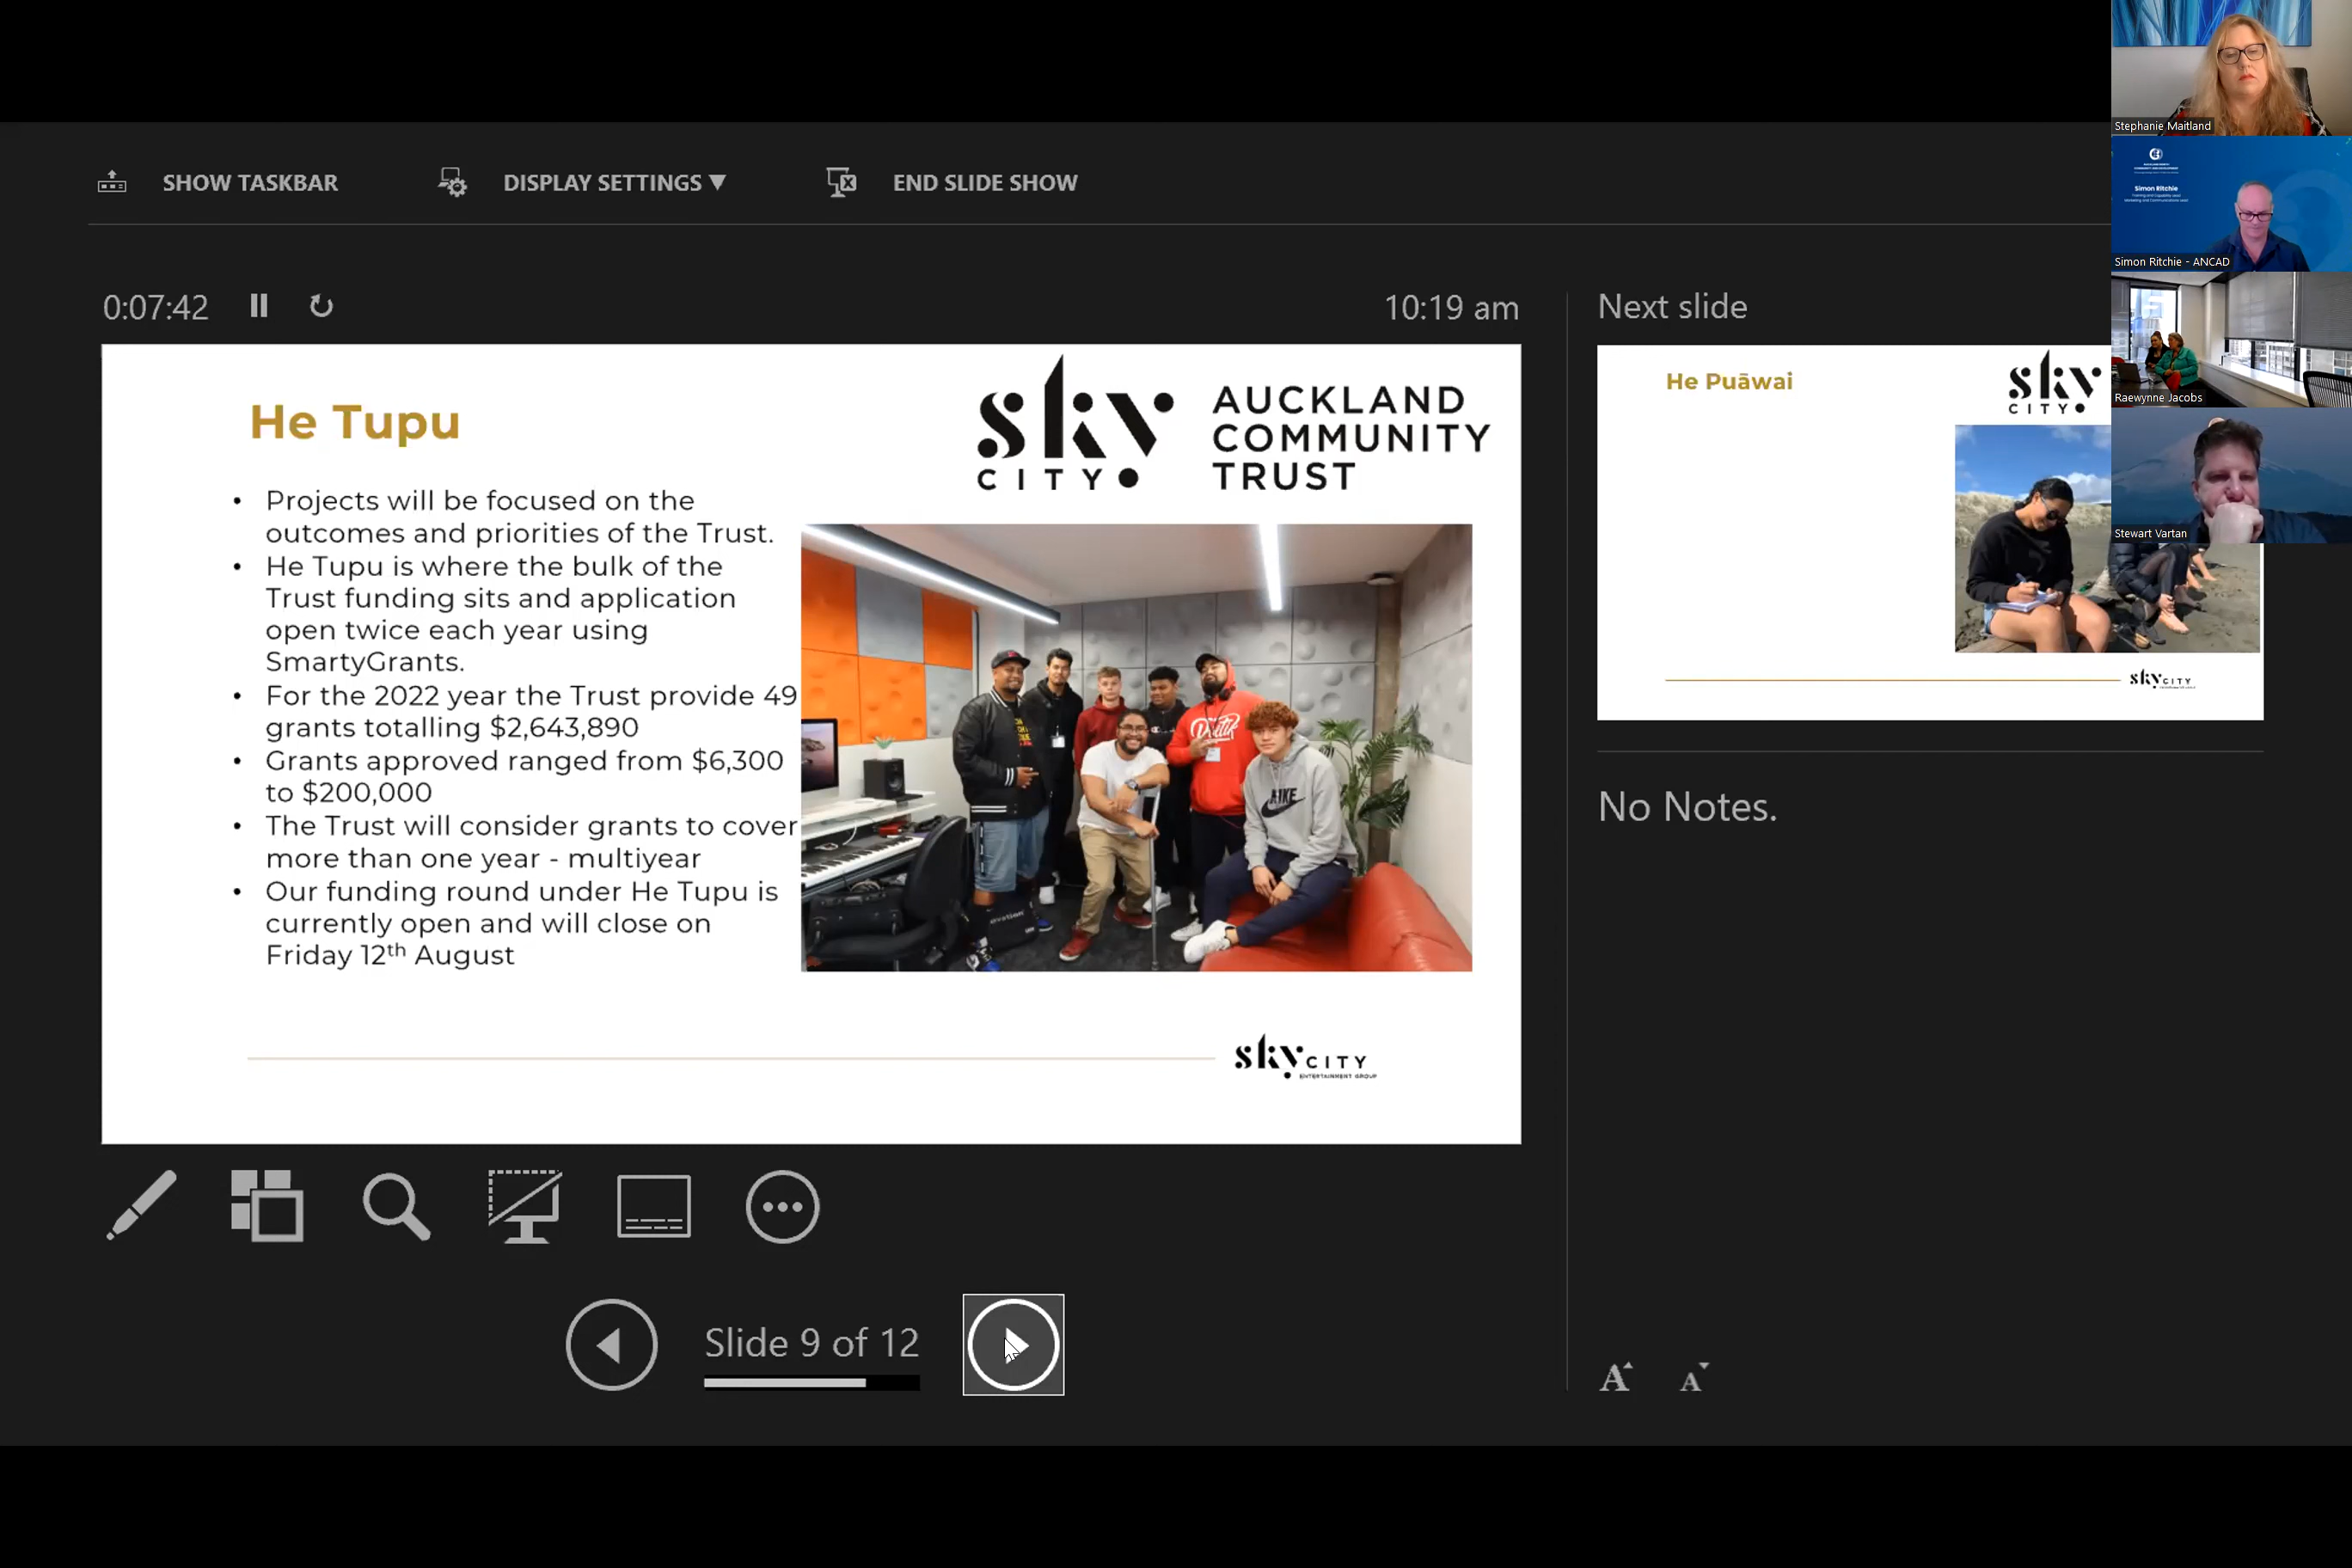 SHOW TASKBAR
DISPLAY SETTINGS ▼
END SLIDE SHOW
0:07:42
10:19 am
He Tupu
sky
CITY
AUCKLAND
COMMUNITY
TRUST
• Projects will be focused on the
outcomes and priorities of the Trust.
• He Tupu is where the bulk of the
Trust funding sits and application
open twice each year using
SmartyGrants.
• For the 2022 year the Trust provide 49
grants totalling $2,643,890
• Grants approved ranged from $6,300
to $200,000
• The Trust will consider grants to cover
more than one year - multiyear
• Our funding round under He Tupu is
currently open and will close on
Friday 12th August
NIKE
sky CITY
ENTERTAINMENT GROUP
Slide 9 of 12
Next slide
He Puāwai
sky
CITY
sky CITY
No Notes.
A A
Stephanie Maitland
Simon Ritchie
Simon Ritchie - ANCAD
Raewynne Jacobs
Stewart Vartan